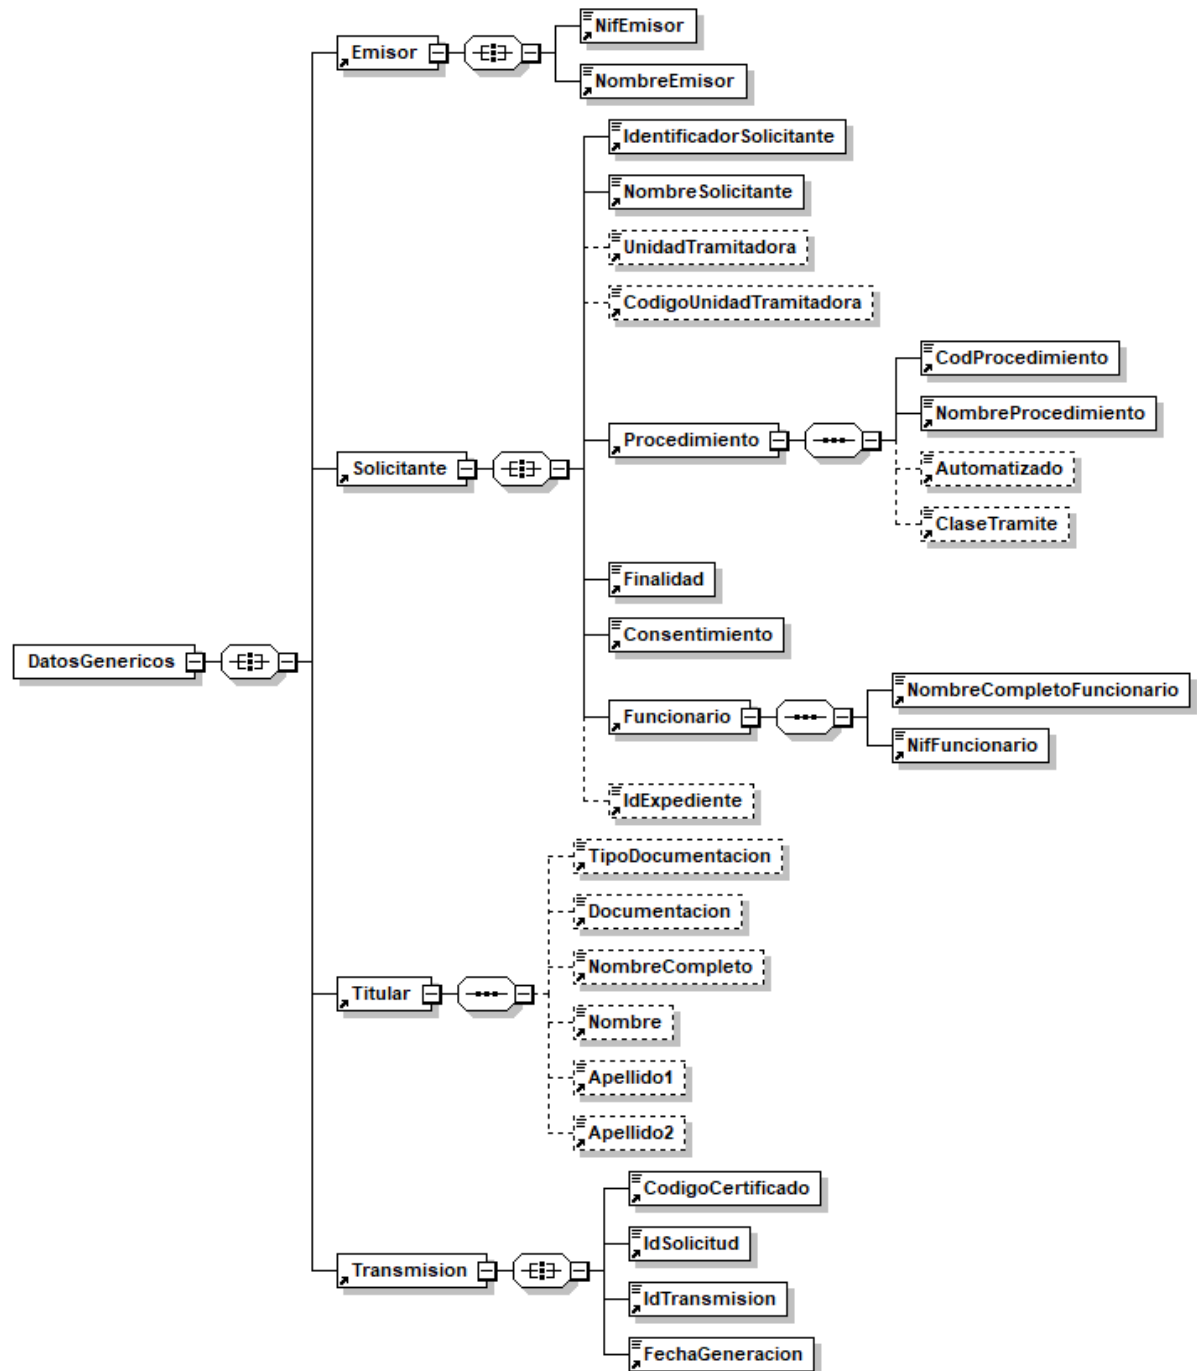 NifEmisor
Emisor
NombreEmisor
IdentificadorSolicitante
NombreSolicitante
UnidadTramitadora
CodigoUnidadTramitadora
CodProcedimiento
NombreProcedimiento
Procedimiento
Automatizado
Solicitante
ClaseTramite
Finalidad
Consentimiento
DatosGenericos
NombreCompletoFuncionario
Funcionario
NifFuncionario
IdExpediente
TipoDocumentacion
Documentacion
NombreCompleto
Titular
Nombre
Apellido1
Apellido2
CodigoCertificado
IdSolicitud
Transmision
IdTransmision
FechaGeneracion